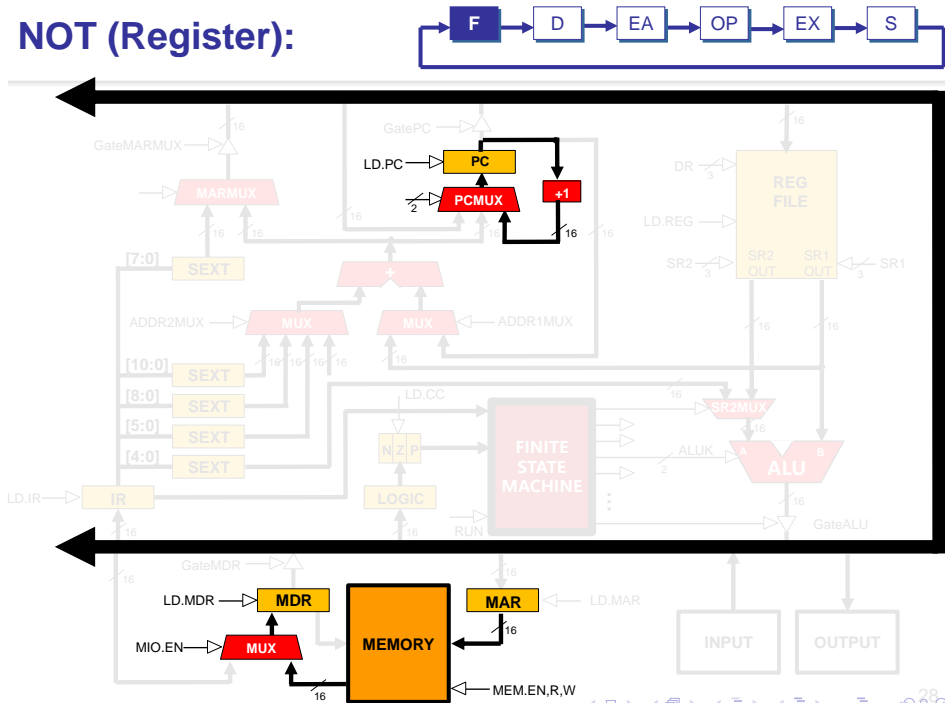 NOT (Register):
F D EA OP EX S
16 16 16
GatePC
GateMARMUX
LD.PC PC
DR 3
REG
FILE
MARMUX
2 PCMUX +1
LD.REG
16 16 16 16 16
[7:0] SEXT
SR2 3
SR2
OUT
SR1
OUT
3 SR1
+
ADDR2MUX MUX MUX ADDR1MUX
16 16
16 16 16 16 16
[10:0] SEXT
LD.CC 16
[8:0] SEXT
SR2MUX
16
[5:0] SEXT
N Z P
FINITE
STATE
MACHINE
ALUK
2
A B
ALU
[4:0] SEXT
LD.IR IR
LOGIC
16
16 16
RUN
GateALU
GateMDR
16 16
LD.MDR MDR
MAR LD.MAR
MIO.EN MUX
MEMORY
16
INPUT OUTPUT
16
MEM.EN,R,W
28